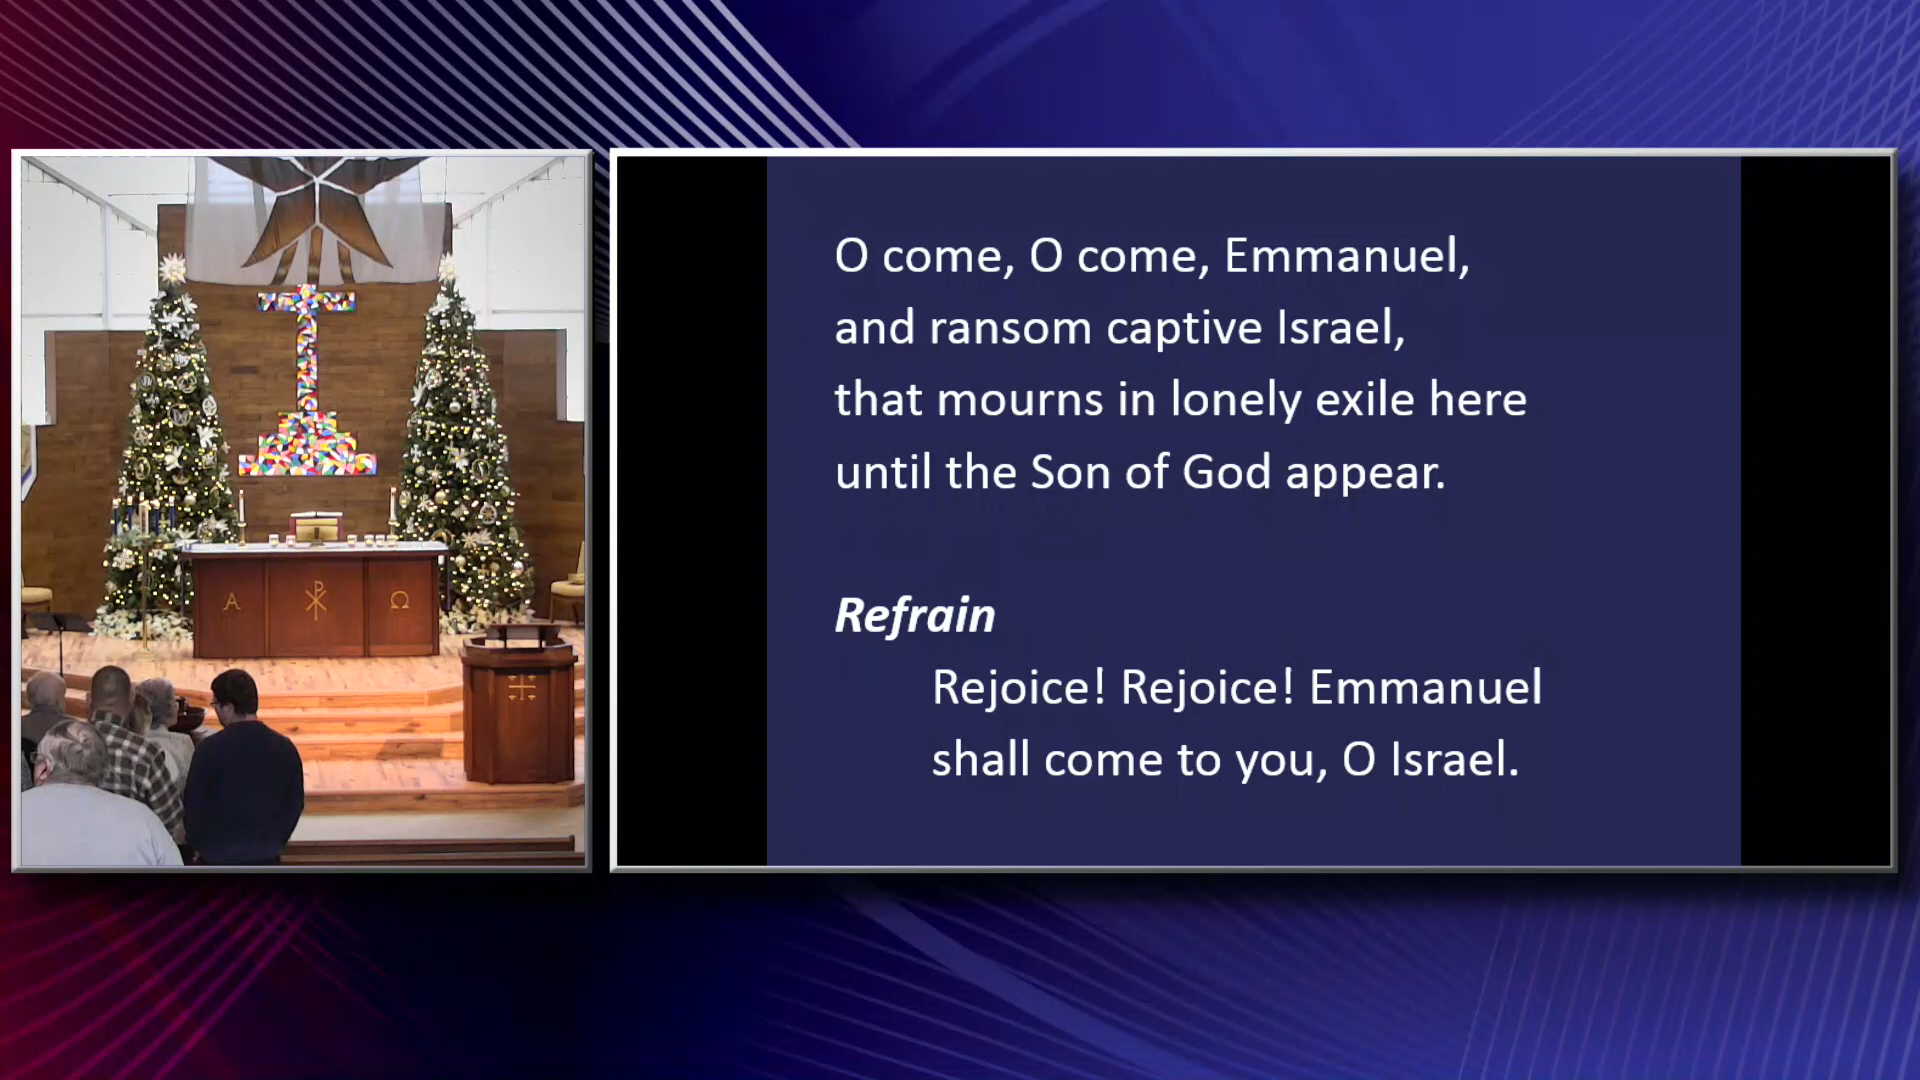 O come, O come, Emmanuel,
and ransom captive Israel,
that mourns in lonely exile here
until the Son of God appear.
Refrain
Rejoice! Rejoice! Emmanuel
shall come to you, O Israel.
Α ☧ Ω